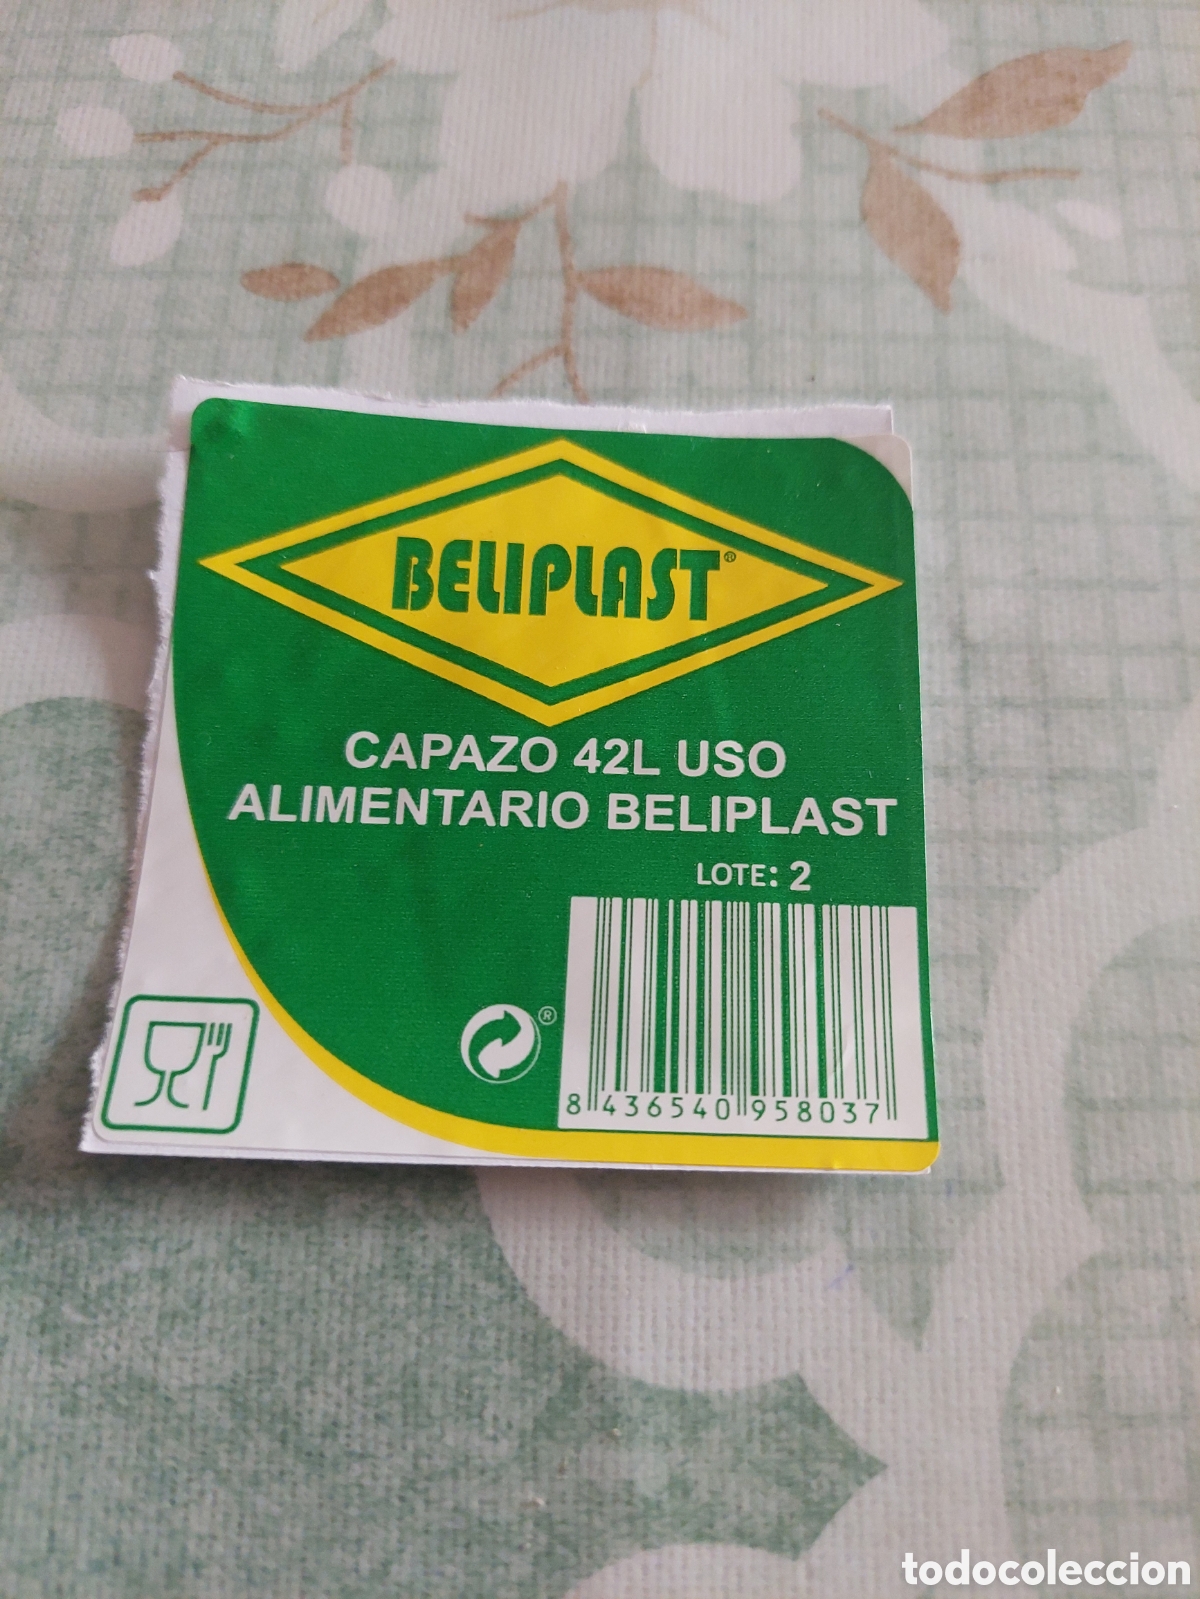 BELIPLAST®
CAPAZO 42L USO
ALIMENTARIO BELIPLAST
LOTE: 2
®
8 436540 958037
todocoleccion